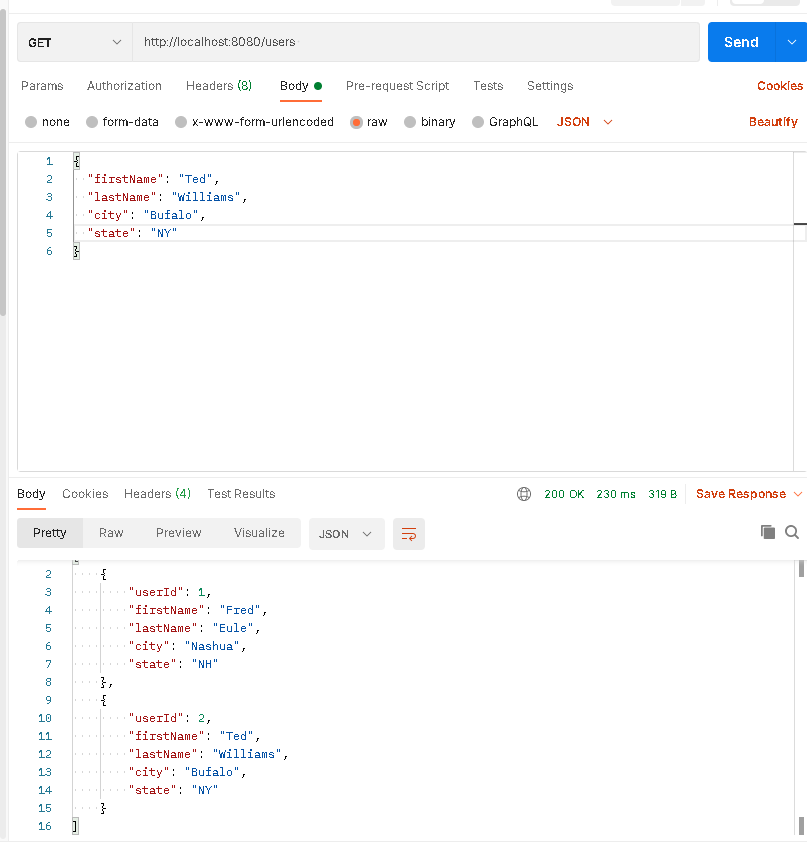 GET http://localhost:8080/users Send
Params Authorization Headers (8) Body Pre-request Script Tests Settings Cookies
none form-data x-www-form-urlencoded raw binary GraphQL JSON Beautify
1 {
2 "firstName": "Ted",
3 "lastName": "Williams",
4 "city": "Bufalo",
5 "state": "NY"
6 }
Body Cookies Headers (4) Test Results 200 OK 230 ms 319 B Save Response
Pretty Raw Preview Visualize JSON
2 {
3 "userId": 1,
4 "firstName": "Fred",
5 "lastName": "Eule",
6 "city": "Nashua",
7 "state": "NH"
8 },
9 {
10 "userId": 2,
11 "firstName": "Ted",
12 "lastName": "Williams",
13 "city": "Bufalo",
14 "state": "NY"
15 }
16 ]